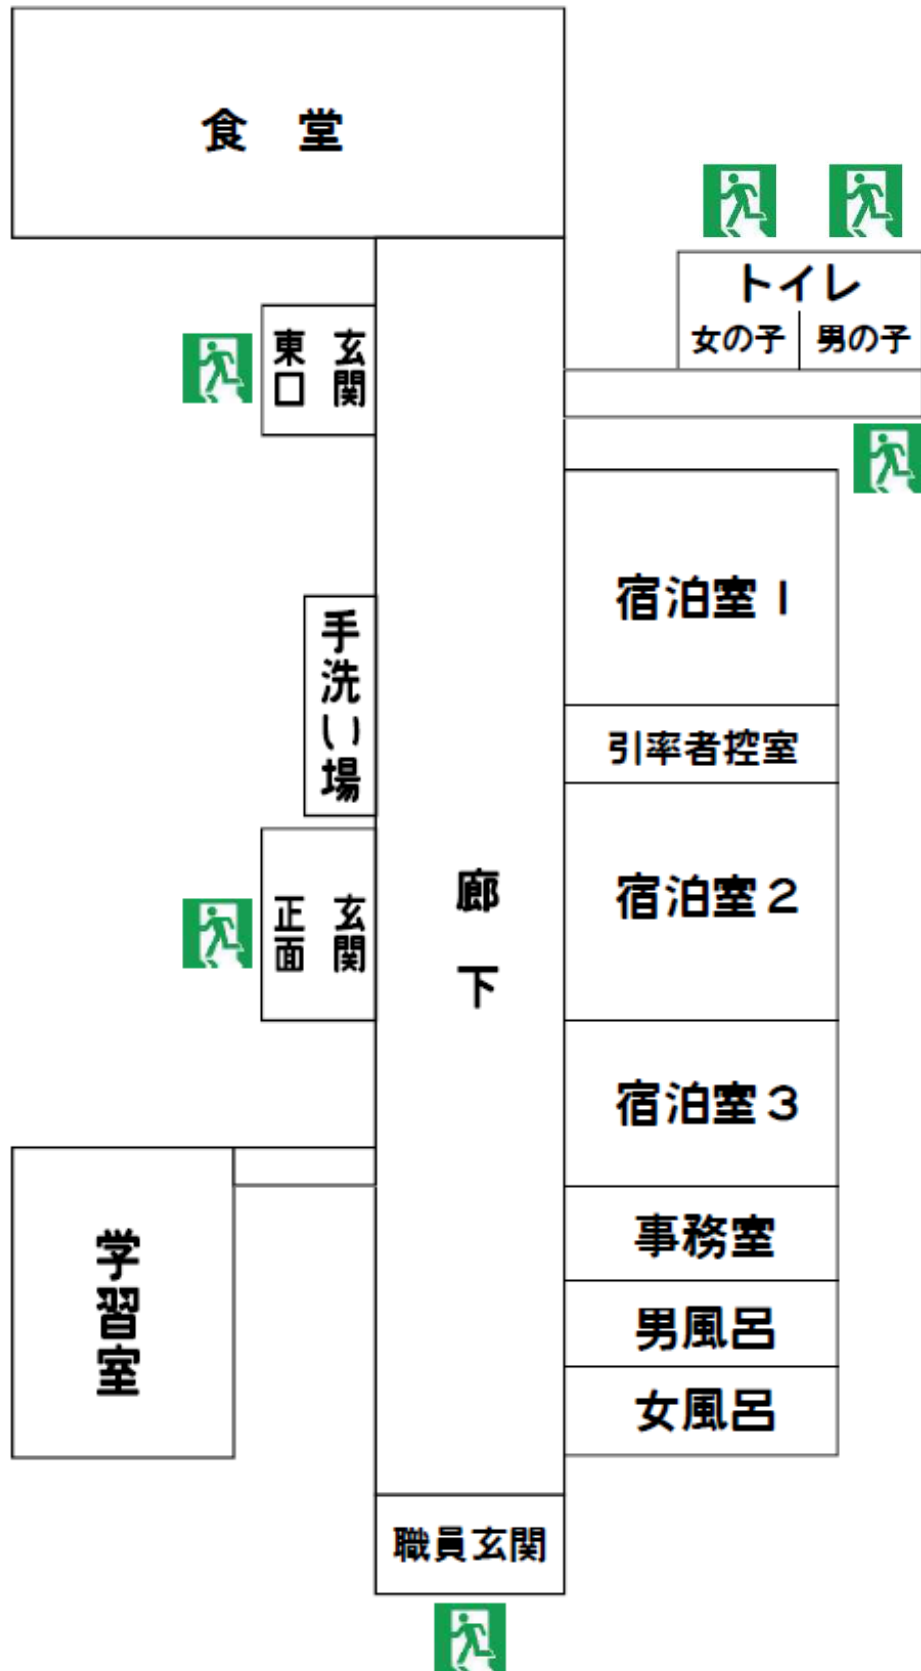 食 堂
トイレ
女の子 男の子
玄関
東口
宿泊室1
手洗い場
引率者控室
廊下
宿泊室2
玄関
正面
宿泊室3
学習室
事務室
男風呂
女風呂
職員玄関